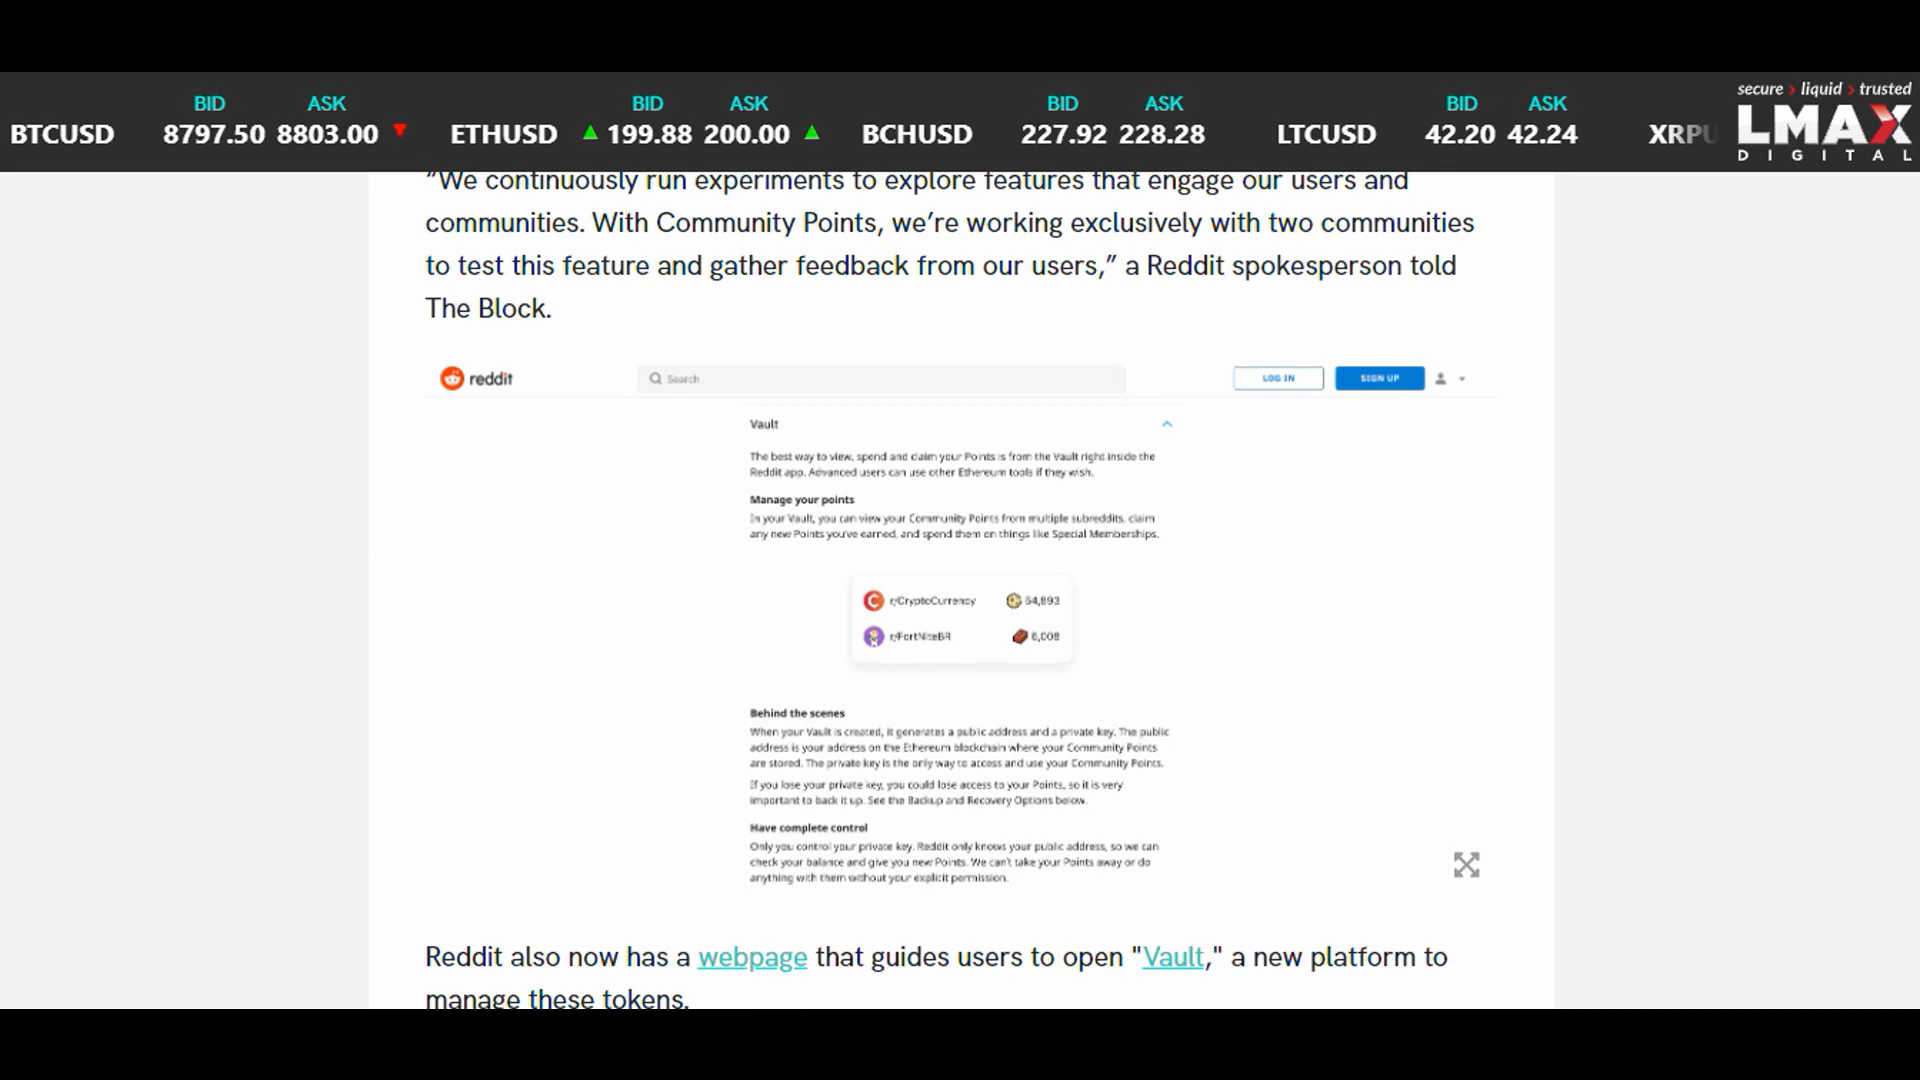 secure › liquid › trusted
BID ASK BID ASK BID ASK BID ASK
BTCUSD 8797.50 8803.00 ETHUSD 199.88 200.00 BCHUSD 227.92 228.28 LTCUSD 42.20 42.24 XRPU
LMAX
DIGITAL
“We continuously run experiments to explore features that engage our users and
communities. With Community Points, we’re working exclusively with two communities
to test this feature and gather feedback from our users,” a Reddit spokesperson told
The Block.
reddit Search LOG IN SIGN UP
Vault
The best way to view, spend and claim your Points is from the Vault right inside the
Reddit app. Advanced users can use other Ethereum tools if they wish.
Manage your points
In your Vault, you can view your Community Points from multiple subreddits, claim
any new Points you've earned, and spend them on things like Special Memberships.
r/CryptoCurrency 54,893
r/FortNiteBR 6,008
Behind the scenes
When your Vault is created, it generates a public address and a private key. The public
address is your address on the Ethereum blockchain where your Community Points
are stored. The private key is the only way to access and use your Community Points.
If you lose your private key, you could lose access to your Points, so it is very
important to back it up. See the Backup and Recovery Options below.
Have complete control
Only you control your private key. Reddit only knows your public address, so we can
check your balance and give you new Points. We can't take your Points away or do
anything with them without your explicit permission.
Reddit also now has a webpage that guides users to open "Vault," a new platform to
manage these tokens.